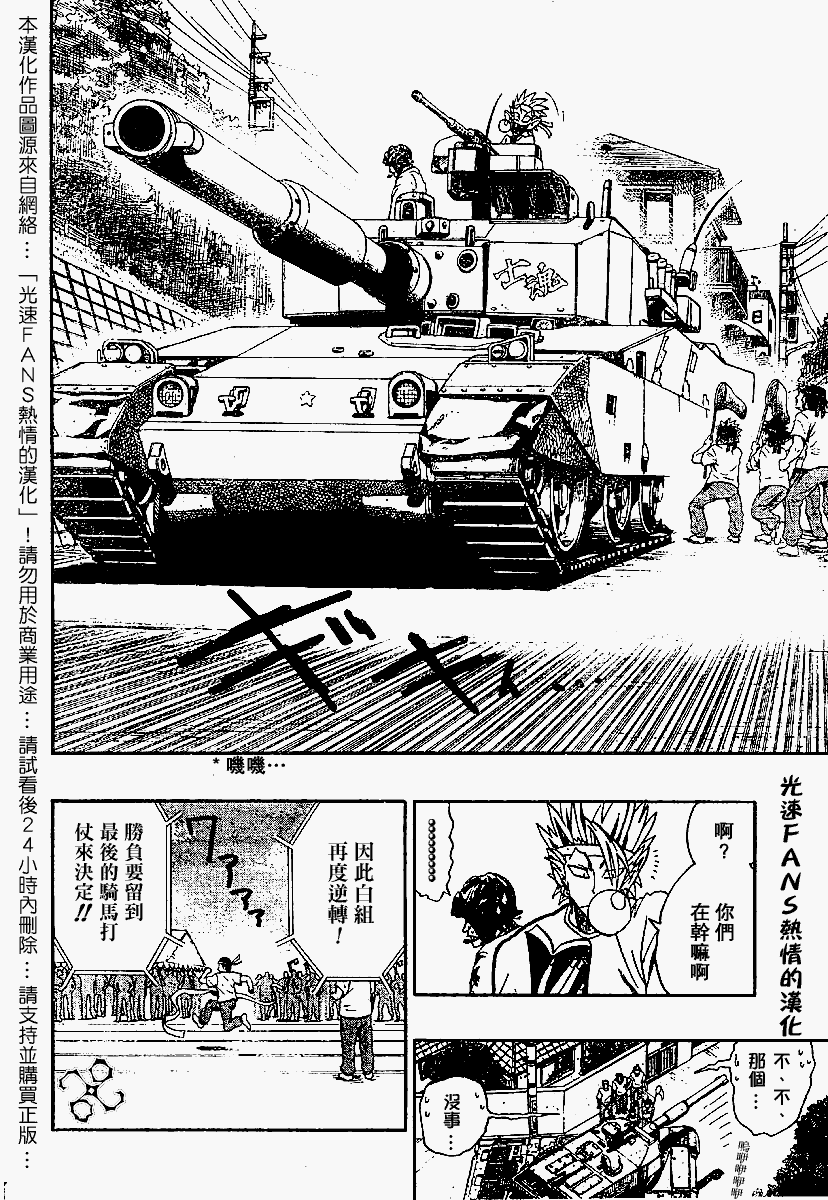 本漢化作品圖源來自網絡…「光速FANS熱情的漢化」！請勿用於商業用途…請試看後24小時內刪除…請支持並購買正版…
士魂
*嘰嘰…
光速FANS熱情的漢化
啊？
你們
在幹嘛啊
………
因此白組
再度逆轉！
勝負要留到
最後的騎馬打
仗來決定!!
ワァァァァ
不、不、
那個…
沒事…